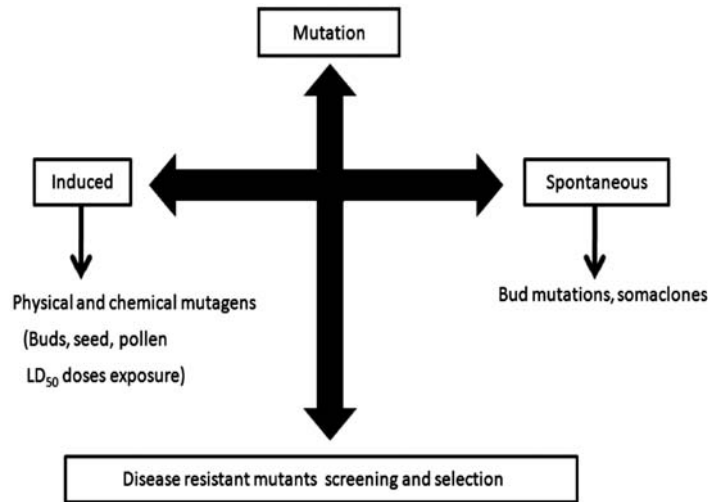 Mutation
Induced
Spontaneous
Physical and chemical mutagens
(Buds, seed, pollen
LD₅₀ doses exposure)
Bud mutations, somaclones
Disease resistant mutants screening and selection